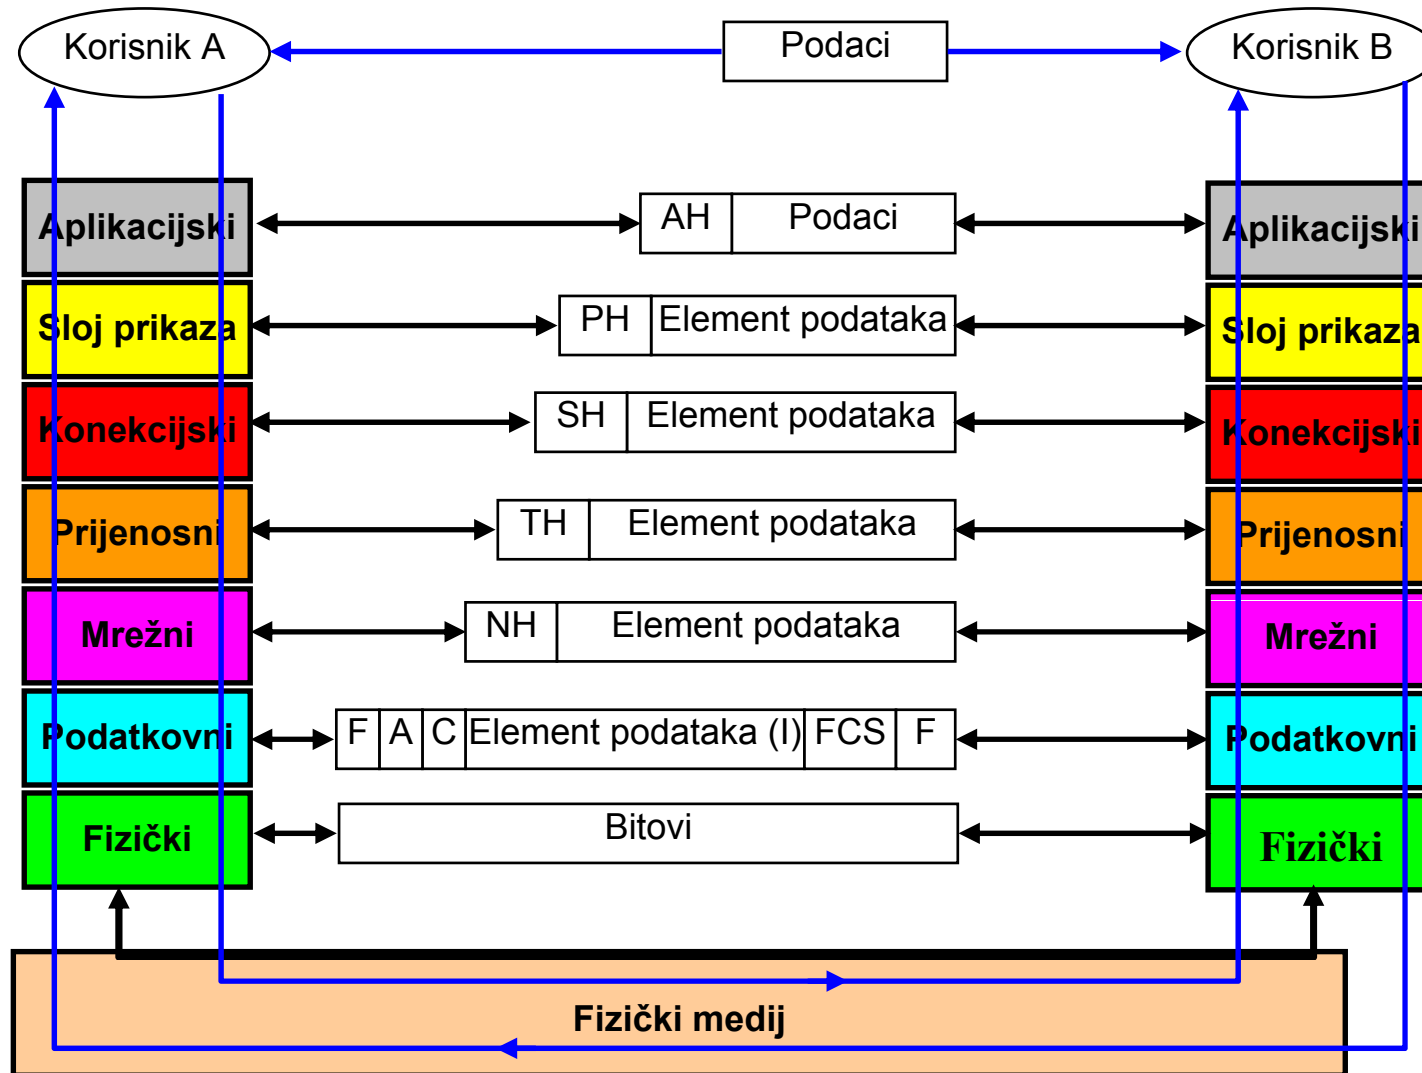 Korisnik A
Podaci
Korisnik B
Aplikacijski
AH
Podaci
Aplikacijski
Sloj prikaza
PH
Element podataka
Sloj prikaza
Konekcijski
SH
Element podataka
Konekcijski
Prijenosni
TH
Element podataka
Prijenosni
Mrežni
NH
Element podataka
Mrežni
Podatkovni
F
A
C
Element podataka (I)
FCS
F
Podatkovni
Fizički
Bitovi
Fizički
Fizički medij